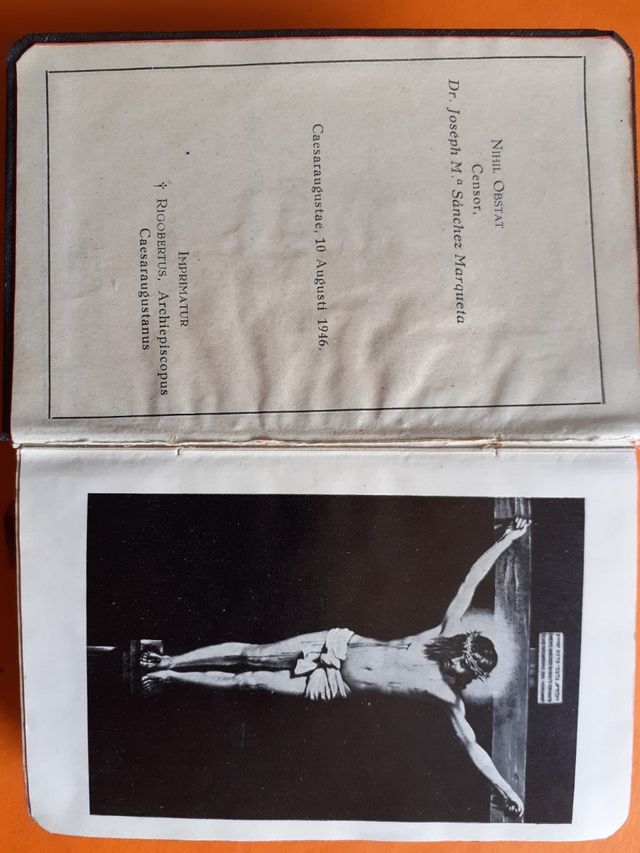 NIHIL OBSTAT
Censor,
Dr. Joseph M.ª Sánchez Marqueta
Caesaraugustae, 10 Augusti 1946.
IMPRIMATUR
† RIGOBERTUS, Archiepiscopus
Caesaraugustanus